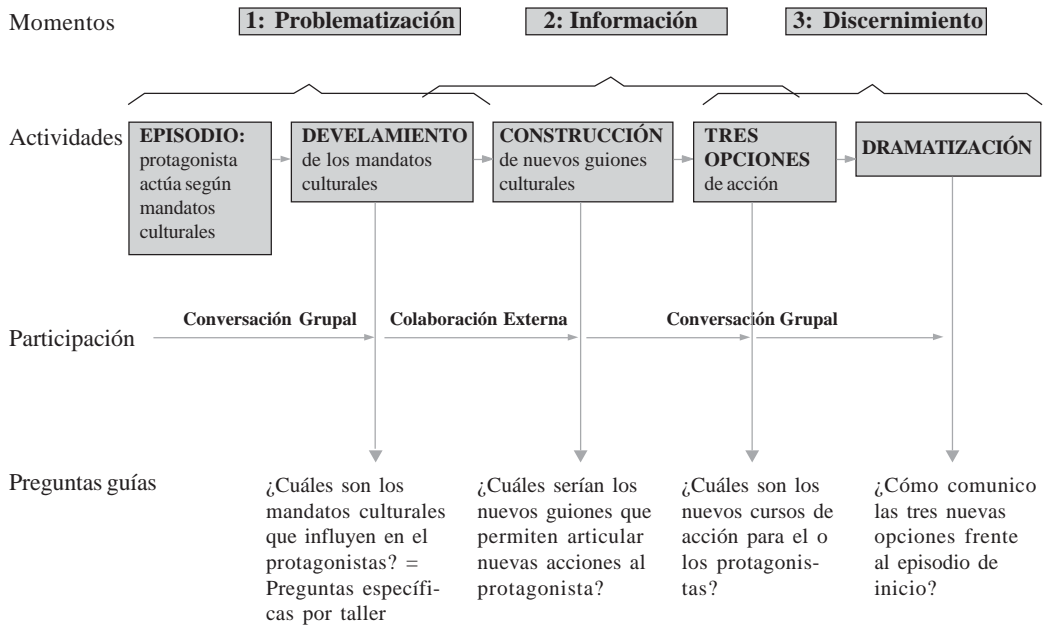 Momentos
1: Problematización
2: Información
3: Discernimiento
Actividades
EPISODIO:
protagonista
actúa según
mandatos
culturales
DEVELAMIENTO
de los mandatos
culturales
CONSTRUCCIÓN
de nuevos guiones
culturales
TRES
OPCIONES
de acción
DRAMATIZACIÓN
Participación
Conversación Grupal
Colaboración Externa
Conversación Grupal
Preguntas guías
¿Cuáles son los
mandatos culturales
que influyen en el
protagonistas? =
Preguntas específi-
cas por taller
¿Cuáles serían los
nuevos guiones que
permiten articular
nuevas acciones al
protagonista?
¿Cuáles son los
nuevos cursos de
acción para el o
los protagonis-
tas?
¿Cómo comunico
las tres nuevas
opciones frente
al episodio de
inicio?